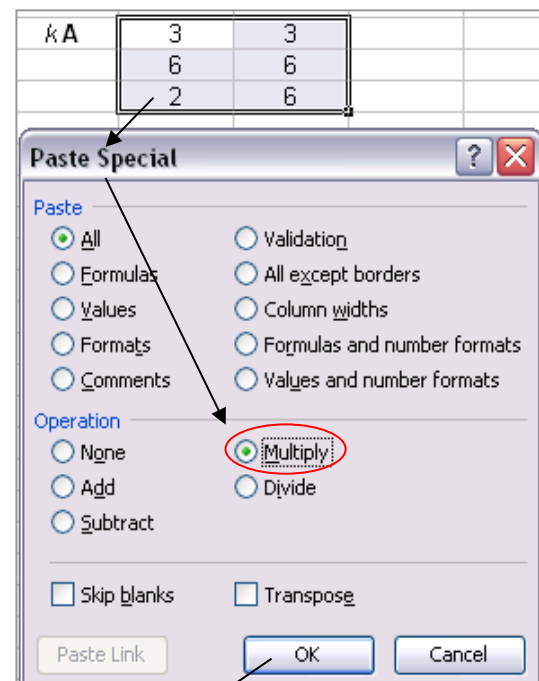 kA 3 3
6 6
2 6
Paste Special
Paste
All Validation
Formulas All except borders
Values Column widths
Formats Formulas and number formats
Comments Values and number formats
Operation
None Multiply
Add Divide
Subtract
Skip blanks Transpose
Paste Link OK Cancel